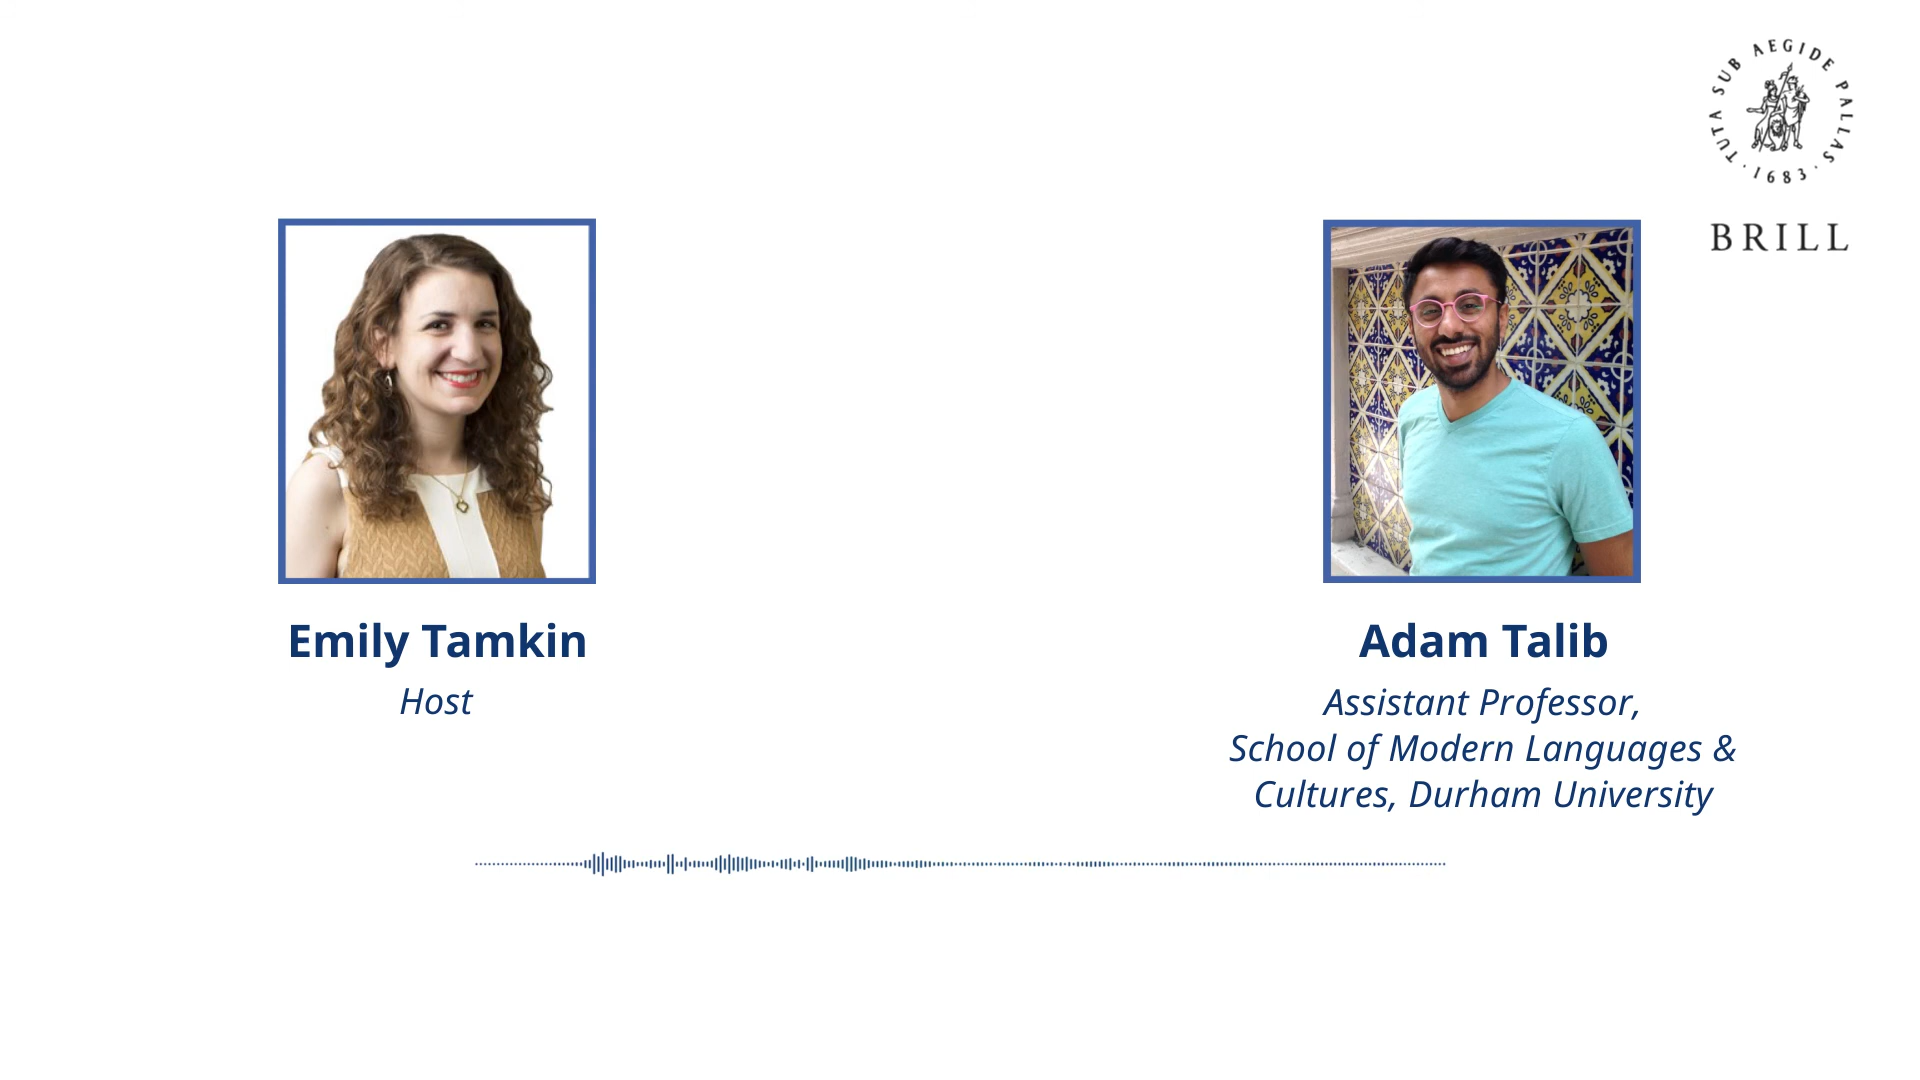 TUTA SUB AEGIDE PALLAS · 1683 ·
BRILL
Emily Tamkin
Host
Adam Talib
Assistant Professor,
School of Modern Languages &
Cultures, Durham University